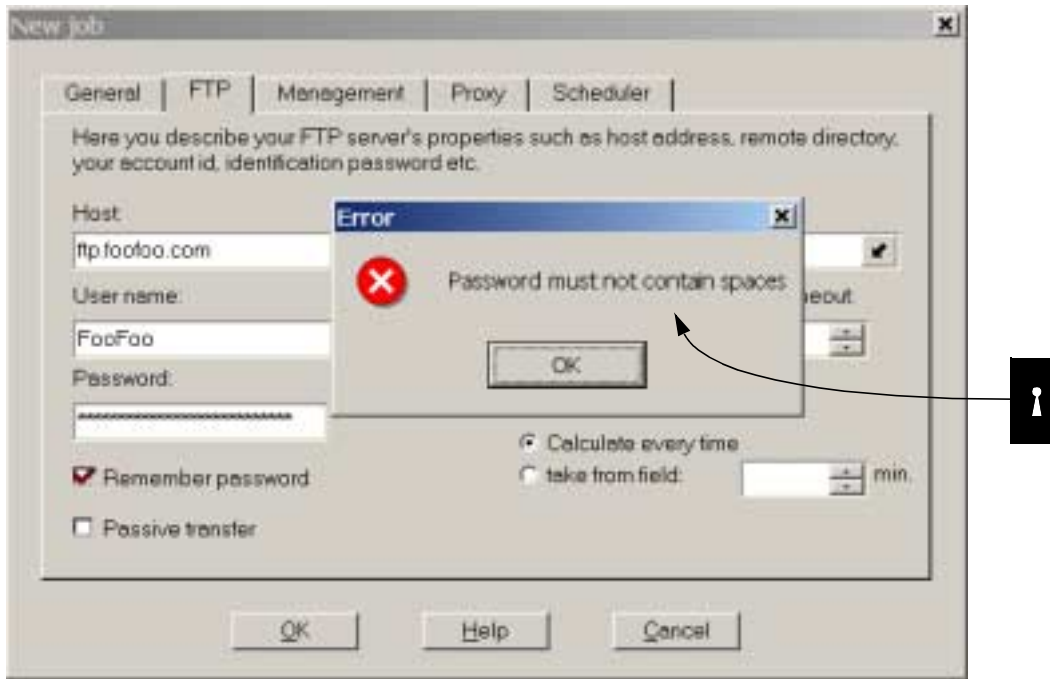 New Job
General FTP Management Proxy Scheduler
Here you describe your FTP server's properties such as host address, remote directory,
your account id, identification password etc.
Host:
ftp.foofoo.com
Error
Password must not contain spaces
OK
User name:
FooFoo
Password:
***************************
Remember password
Passive transfer
Calculate every time
take from field: min.
OK Help Cancel